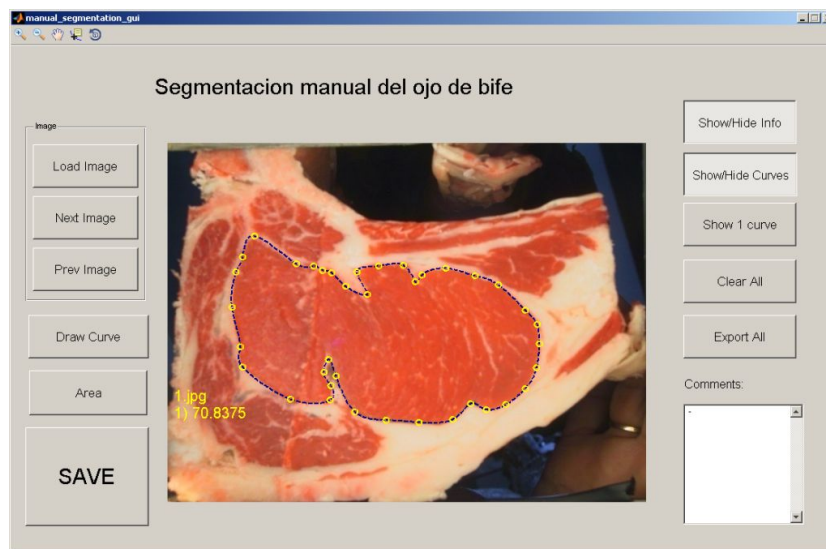 manual_segmentation_gui
Segmentacion manual del ojo de bife
Image
Load Image
Next Image
Prev Image
Draw Curve
Area
SAVE
1.jpg
1) 70.8375
Show/Hide Info
Show/Hide Curves
Show 1 curve
Clear All
Export All
Comments:
-